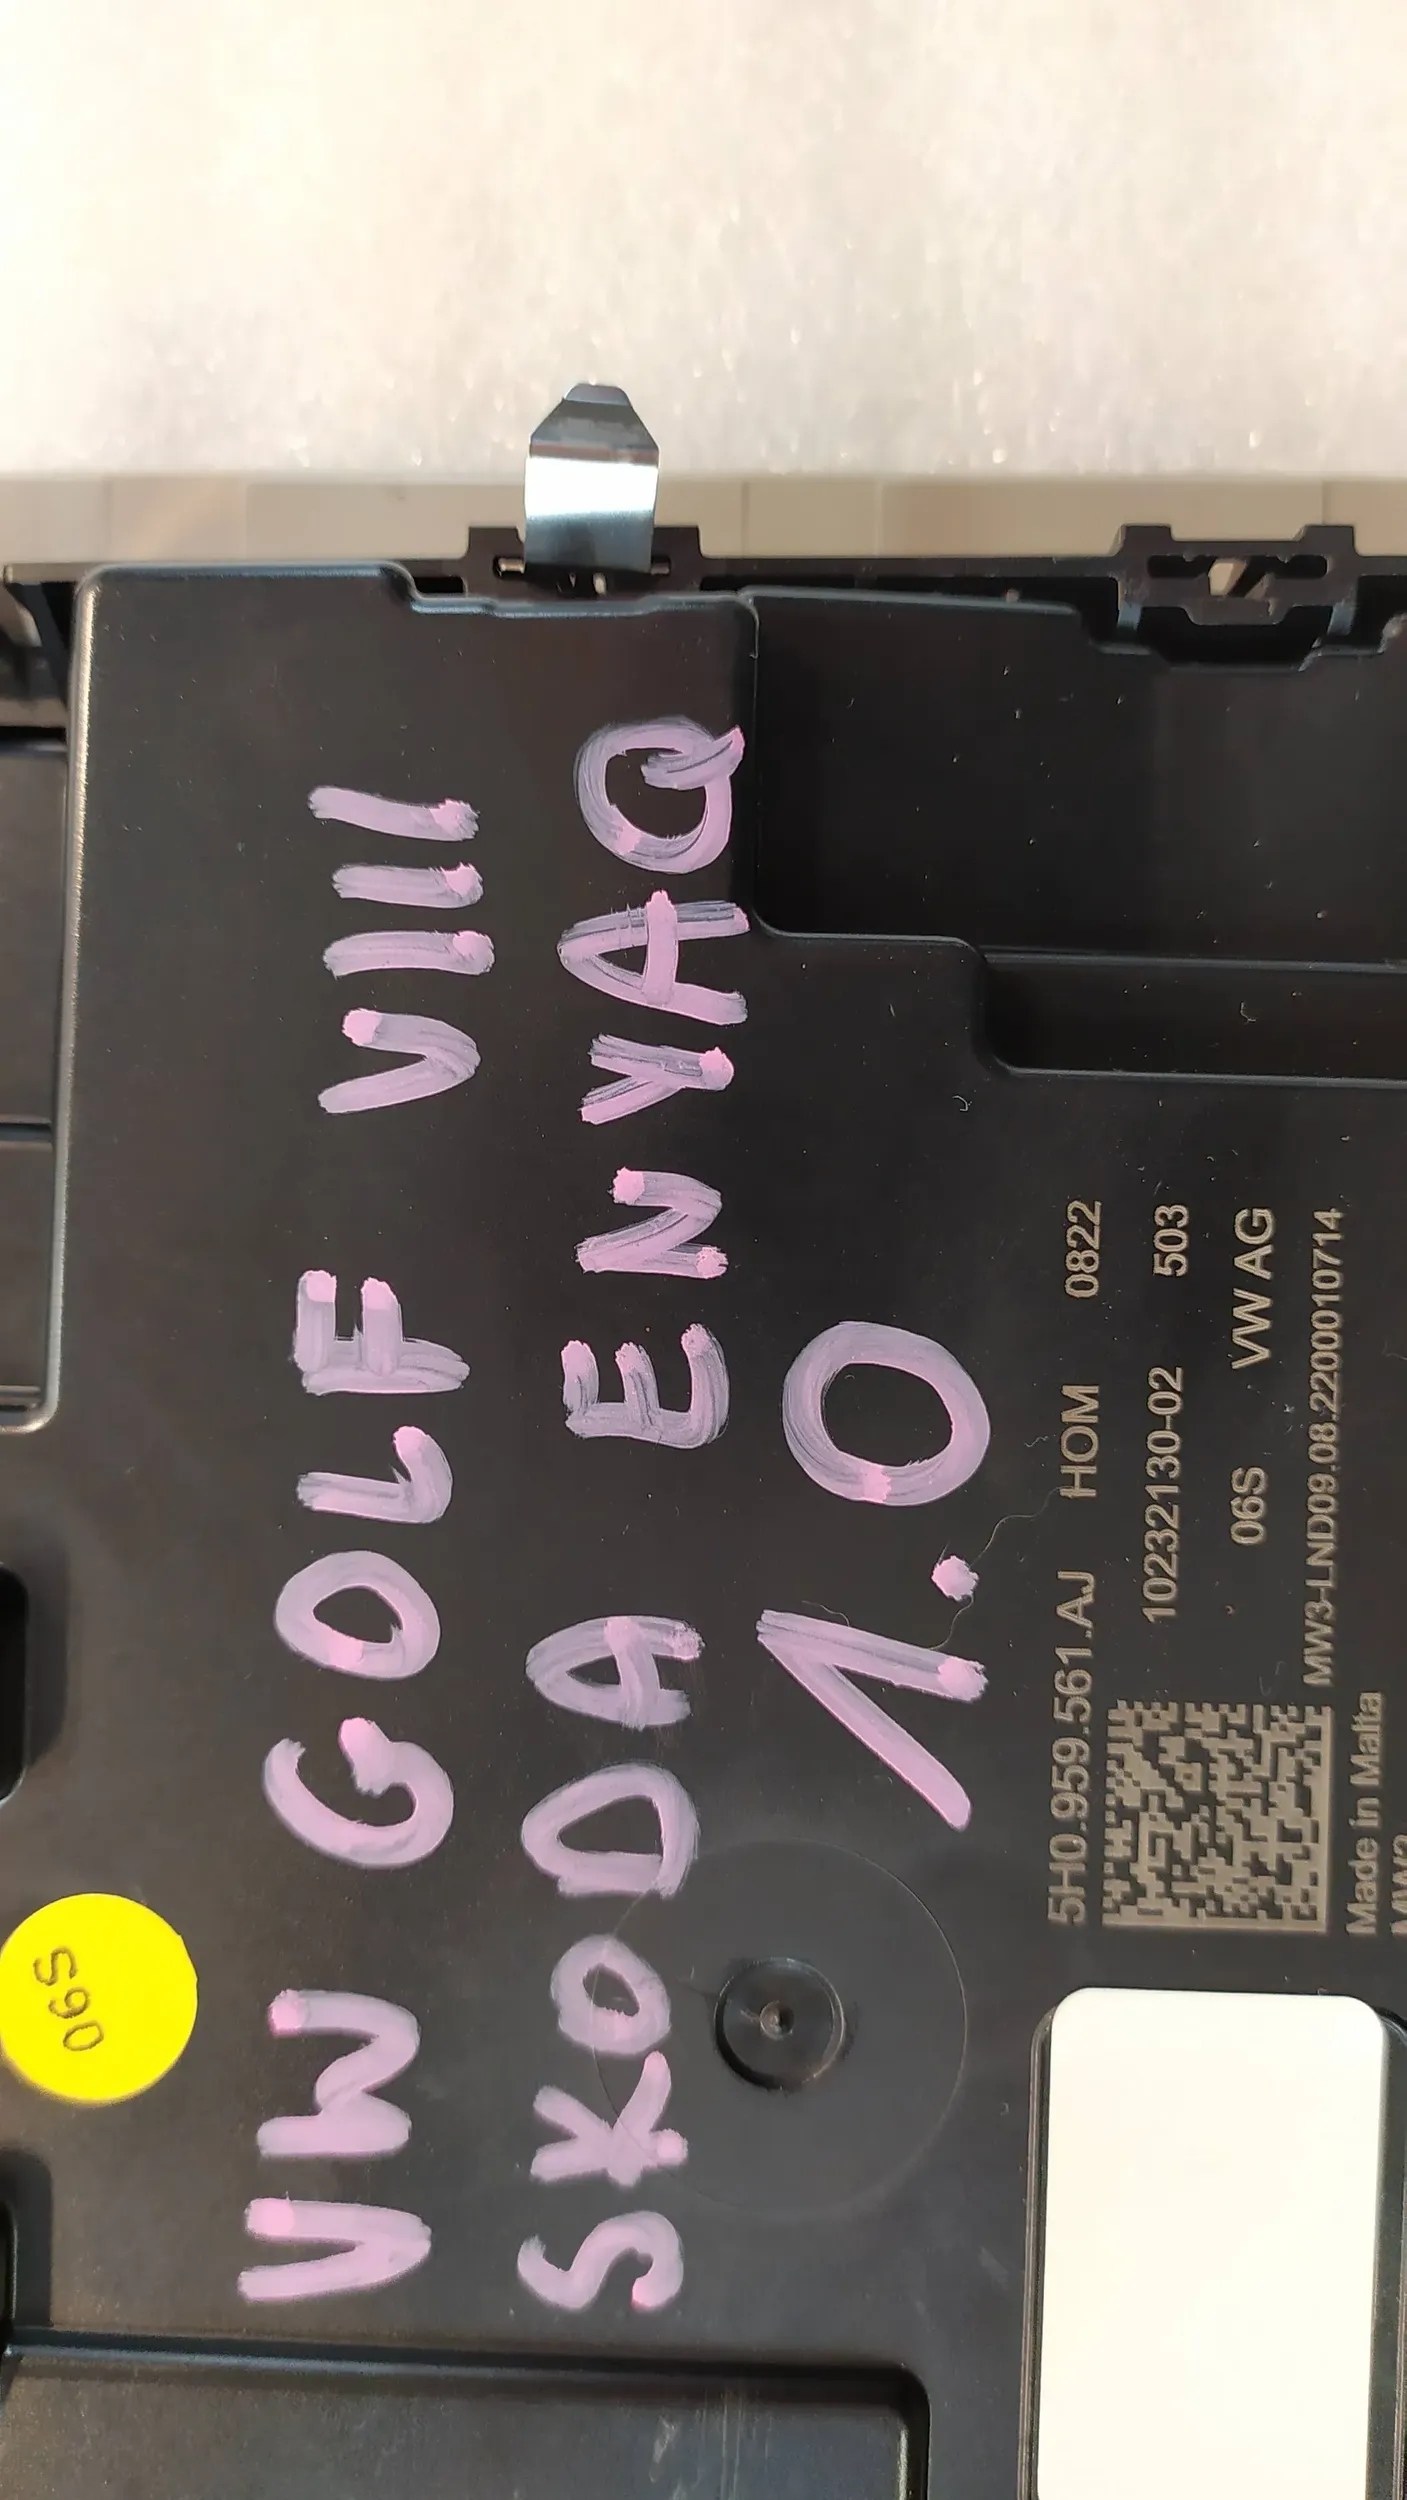 VW GOLF VIII
SKODA ENYAQ
1.0
06S
5H0.959.561.AJ HOM 0822
10232130-02 503
06S VW AG
MW3-LND09.08.2200010714
Made in Malta